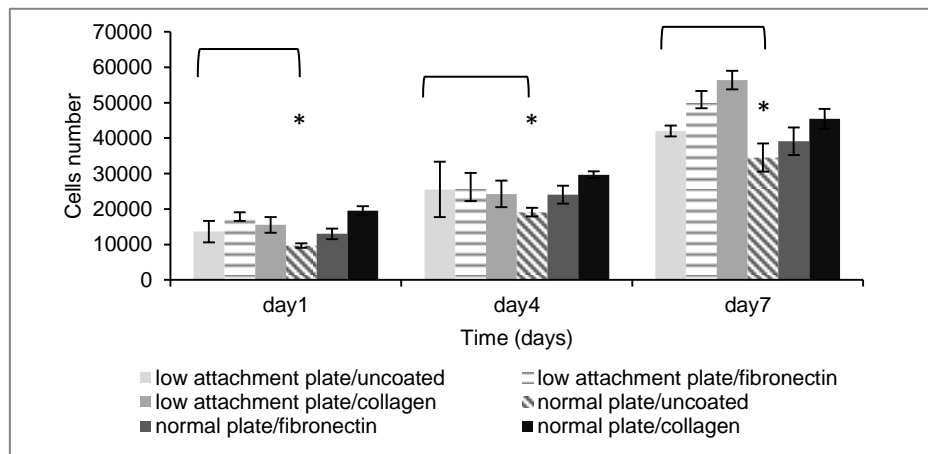 70000
60000
50000
40000
30000
20000
10000
0
Cells number
*
*
*
day1 day4 day7
Time (days)
low attachment plate/uncoated low attachment plate/fibronectin
low attachment plate/collagen normal plate/uncoated
normal plate/fibronectin normal plate/collagen